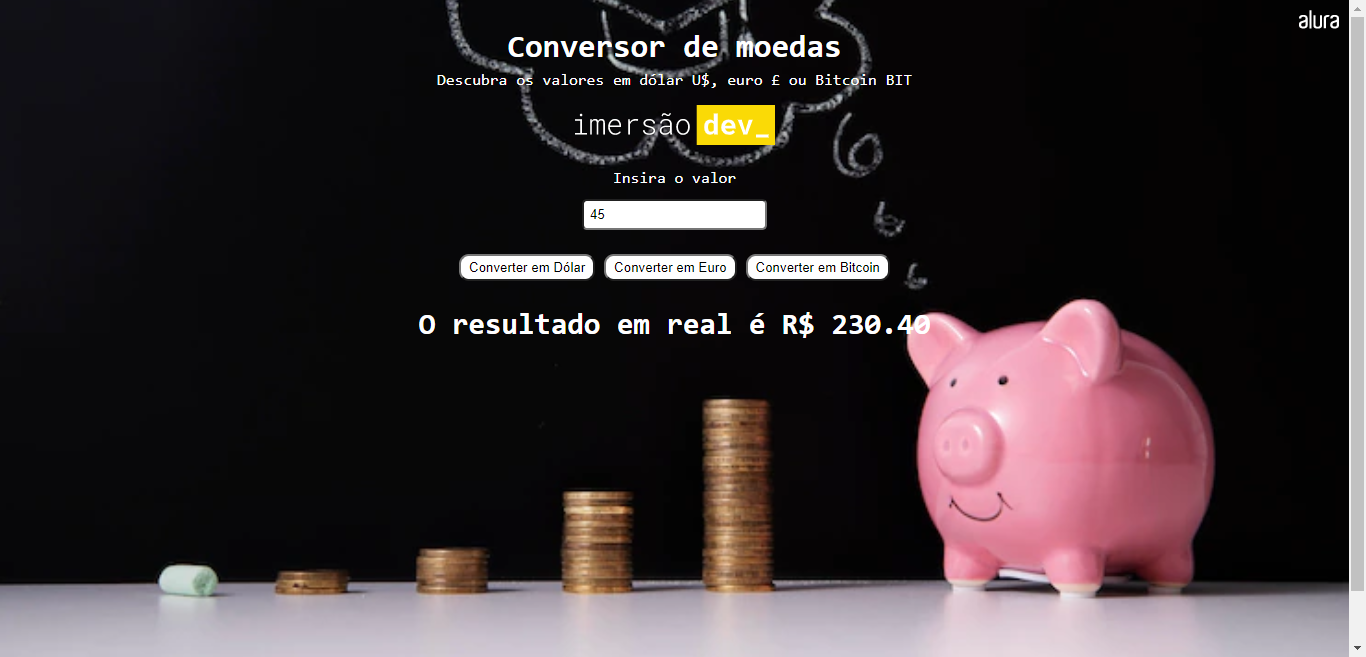 alura
Conversor de moedas
Descubra os valores em dólar U$, euro £ ou Bitcoin BIT
imersão dev_
Insira o valor
45
Converter em Dólar Converter em Euro Converter em Bitcoin
O resultado em real é R$ 230.40